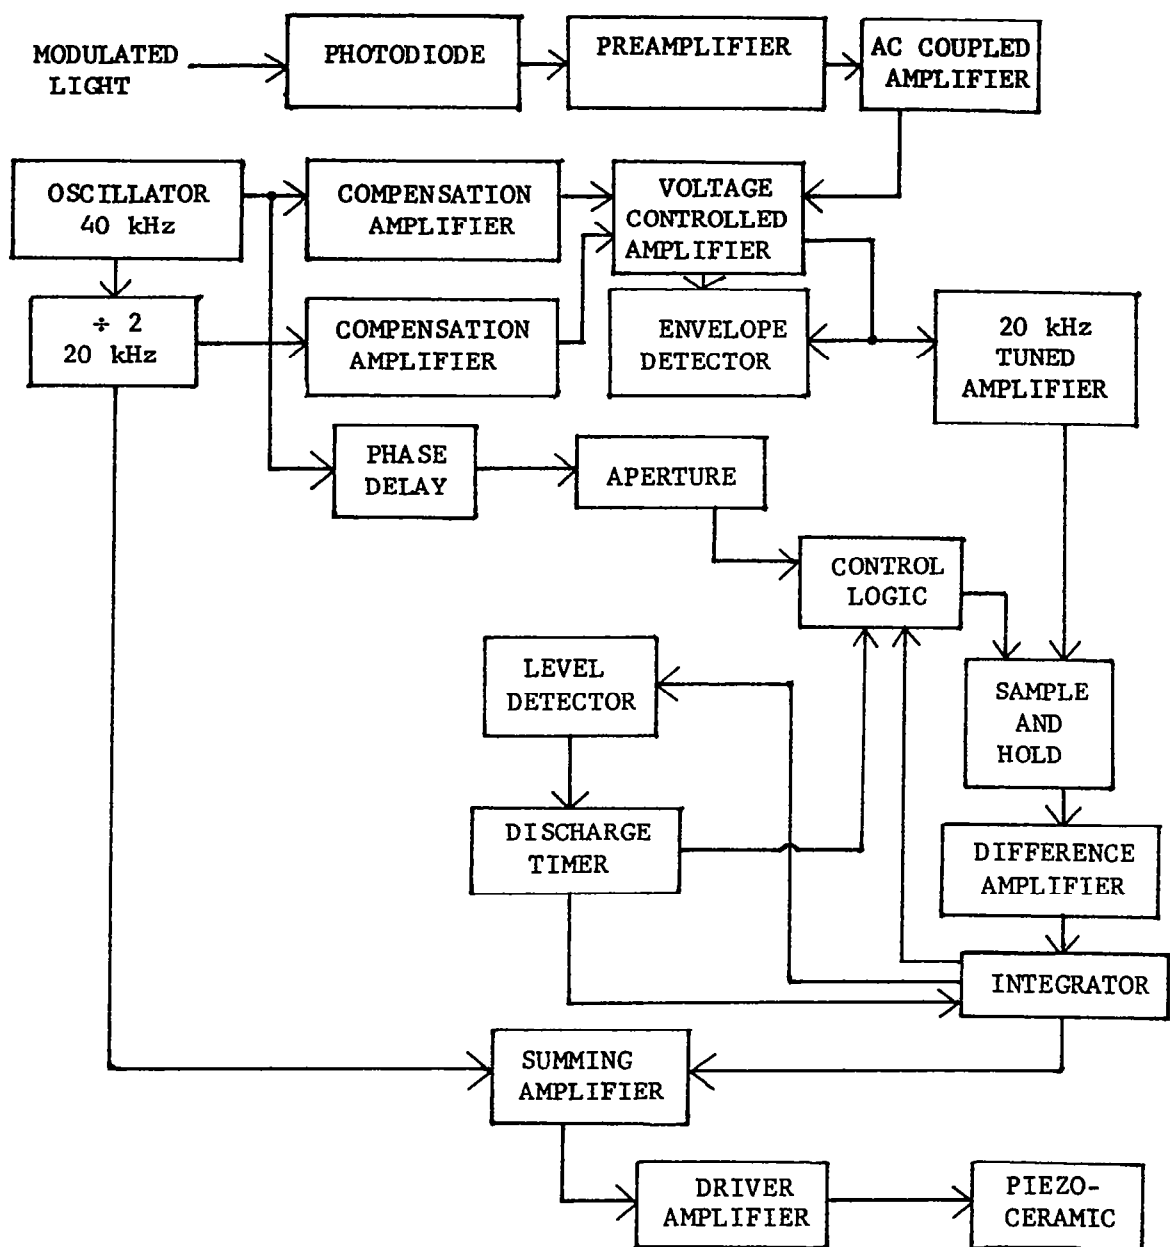 MODULATED
LIGHT
PHOTODIODE
PREAMPLIFIER
AC COUPLED
AMPLIFIER
OSCILLATOR
40 kHz
COMPENSATION
AMPLIFIER
VOLTAGE
CONTROLLED
AMPLIFIER
÷ 2
20 kHz
COMPENSATION
AMPLIFIER
ENVELOPE
DETECTOR
20 kHz
TUNED
AMPLIFIER
PHASE
DELAY
APERTURE
CONTROL
LOGIC
LEVEL
DETECTOR
SAMPLE
AND
HOLD
DISCHARGE
TIMER
DIFFERENCE
AMPLIFIER
INTEGRATOR
SUMMING
AMPLIFIER
DRIVER
AMPLIFIER
PIEZO-
CERAMIC